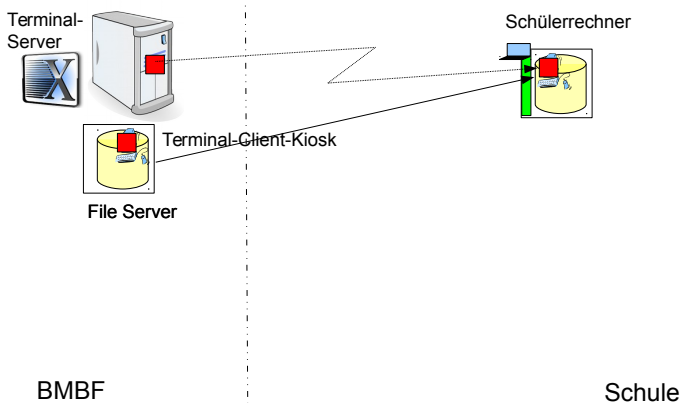 Terminal-
Server
Schülerrechner
X
Terminal-Client-Kiosk
File Server
BMBF
Schule